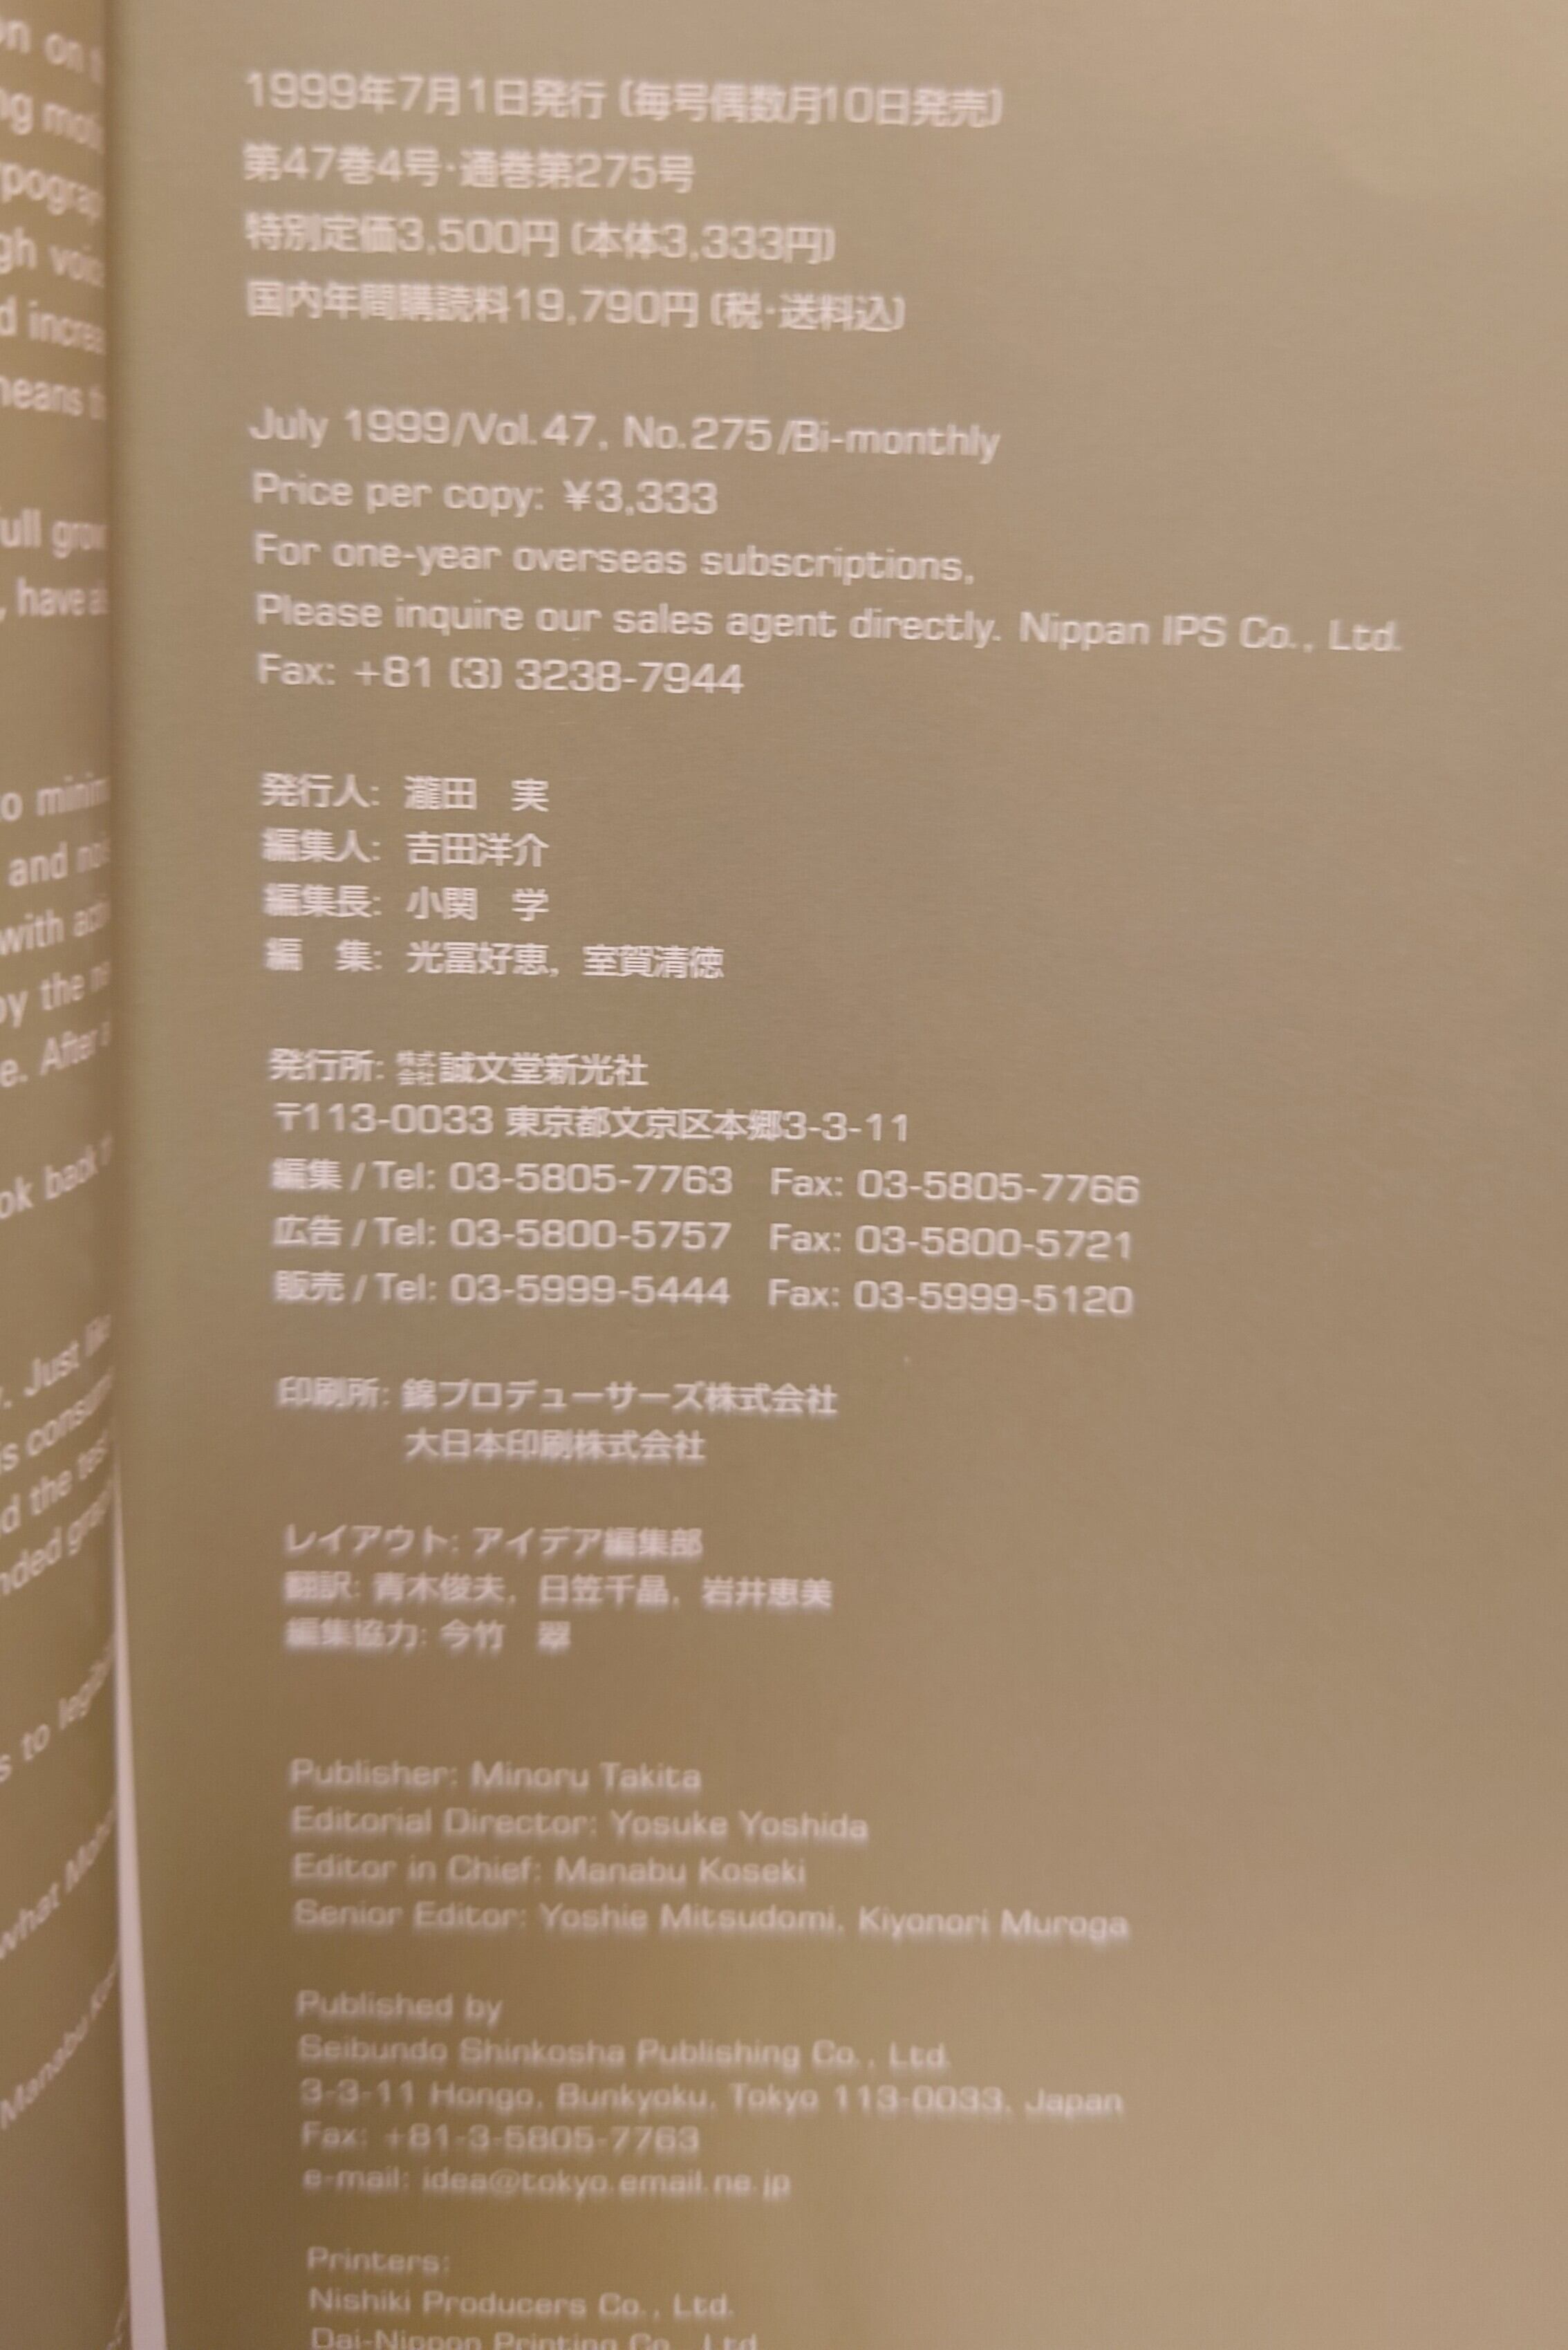 on on
1999年7月1日発行 (毎号偶数月10日発売)
第47巻4号・通巻第275号
特別定価3,500円 (本体3,333円)
国内年間購読料19,790円 (税・送料込)
July 1999/Vol.47, No.275/Bi-monthly
Price per copy: ¥3,333
For one-year overseas subscriptions,
Please inquire our sales agent directly. Nippan IPS Co., Ltd.
Fax: +81 (3) 3238-7944
発行人: 瀧田　実
編集人: 吉田洋介
編集長: 小関　学
編　集: 光冨好恵, 室賀清徳
発行所: 株式会社誠文堂新光社
〒113-0033 東京都文京区本郷3-3-11
編集 / Tel: 03-5805-7763　Fax: 03-5805-7766
広告 / Tel: 03-5800-5757　Fax: 03-5800-5721
販売 / Tel: 03-5999-5444　Fax: 03-5999-5120
印刷所: 錦プロデューサーズ株式会社
大日本印刷株式会社
レイアウト: アイデア編集部
翻訳: 青木俊夫, 日笠千晶, 岩井恵美
編集協力: 今竹　翠
Publisher: Minoru Takita
Editorial Director: Yosuke Yoshida
Editor in Chief: Manabu Koseki
Senior Editor: Yoshie Mitsudomi, Kiyonori Muroga
Published by
Seibundo Shinkosha Publishing Co., Ltd.
3-3-11 Hongo, Bunkyoku, Tokyo 113-0033, Japan
Fax: +81-3-5805-7763
e-mail: idea@tokyo.email.ne.jp
Printers:
Nishiki Producers Co., Ltd.
Dai-Nippon Printing Co., Ltd.